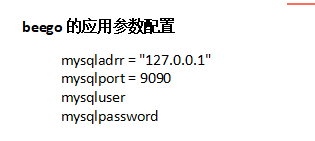 beego 的应用参数配置
mysqladrr = "127.0.0.1"
mysqlport = 9090
mysqluser
mysqlpassword